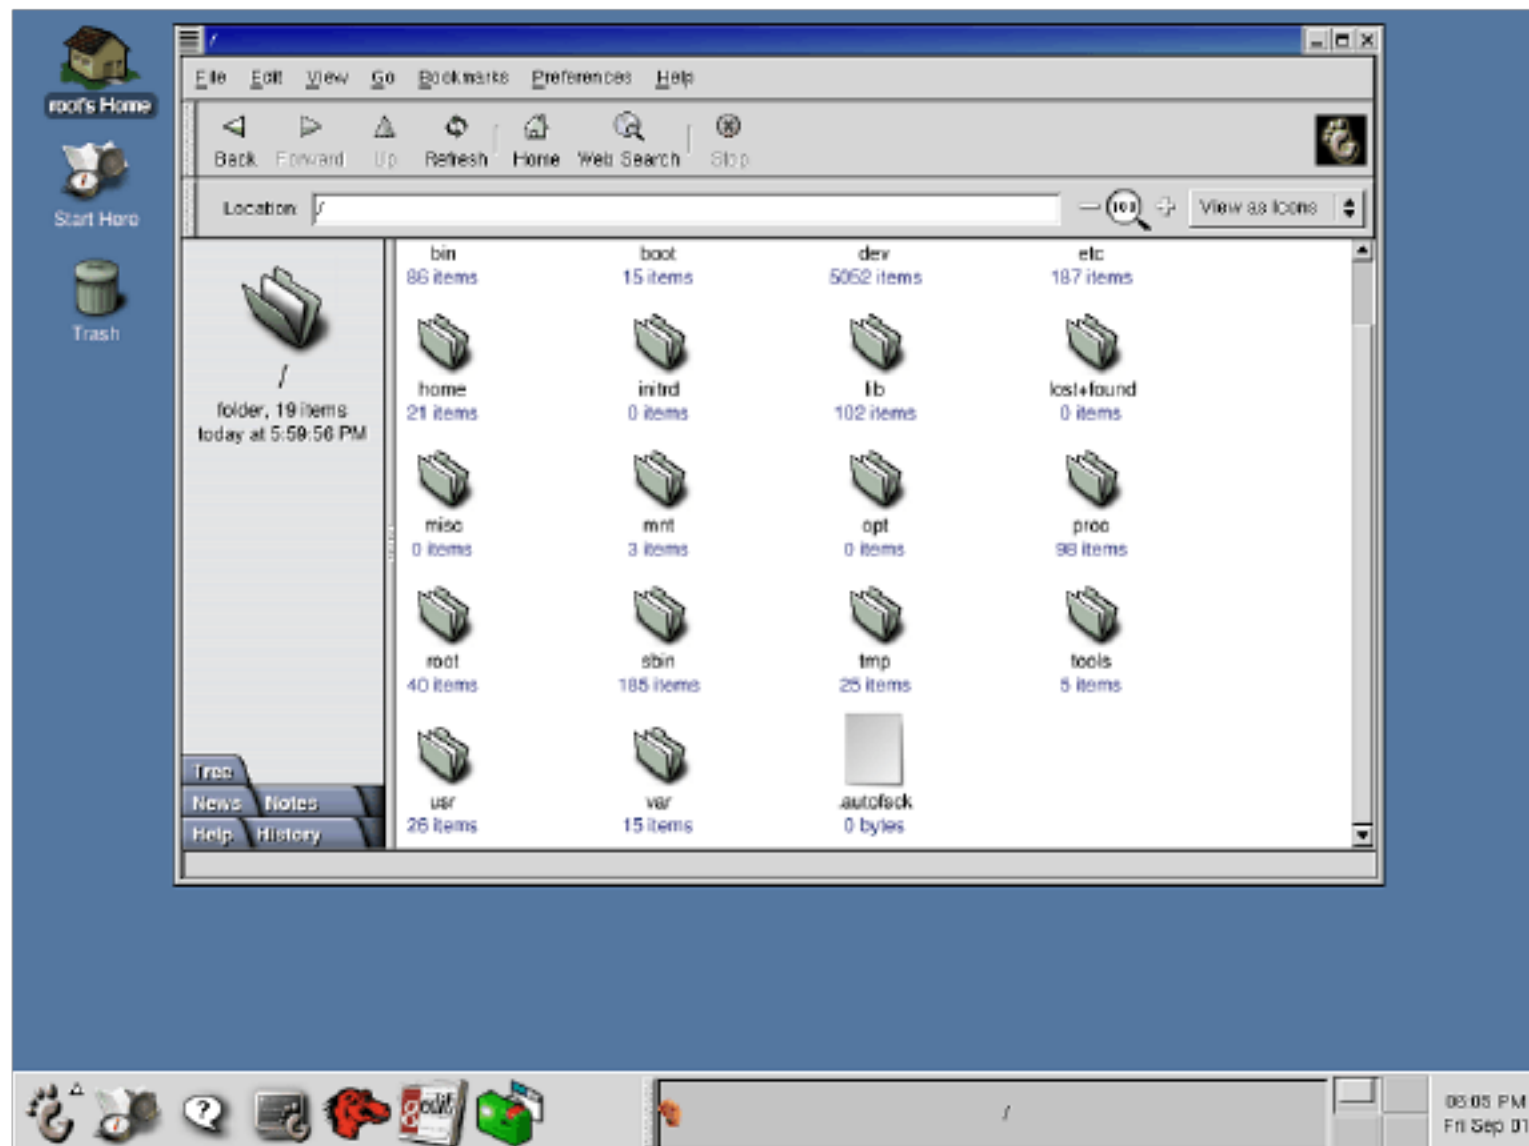 root's Home
Start Here
Trash
/
File Edit View Go Bookmarks Preferences Help
Back Forward Up Refresh Home Web Search Stop
Location: / 100 View as Icons
/
folder, 19 items
today at 5:59:56 PM
Tree
News Notes
Help History
bin boot dev etc
86 items 15 items 5052 items 187 items
home initrd lib lost+found
21 items 0 items 102 items 0 items
misc mnt opt proc
0 items 3 items 0 items 98 items
root sbin tmp tools
40 items 185 items 25 items 5 items
usr var .autofsck
26 items 15 items 0 bytes
gedit
/
06:05 PM
Fri Sep 01